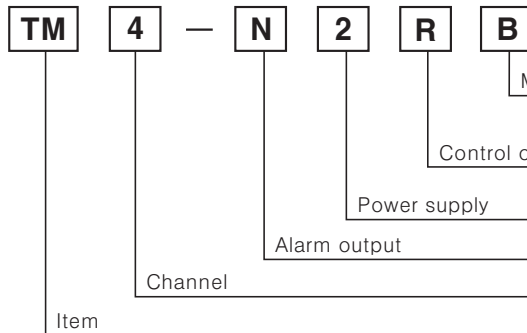 TM 4 — N 2 R B
Control
Power supply
Alarm output
Channel
Item